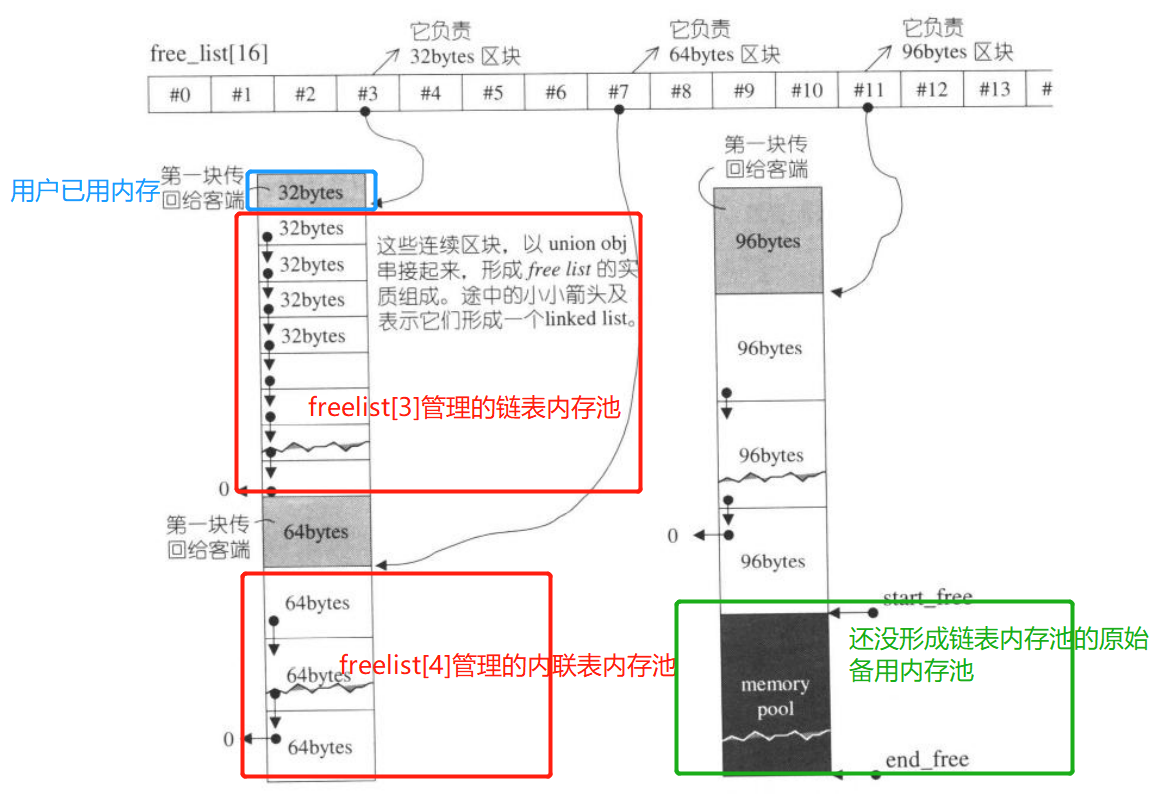 它负责
32bytes 区块
它负责
64bytes 区块
它负责
96bytes 区块
free_list[16]
#0 #1 #2 #3 #4 #5 #6 #7 #8 #9 #10 #11 #12 #13 #
用户已用内存
第一块传
回给客端
32bytes
32bytes
32bytes
32bytes
32bytes
这些连续区块，以 union obj
串接起来，形成 free list 的实
质组成。途中的小小箭头及
表示它们形成一个linked list。
freelist[3]管理的链表内存池
0
第一块传
回给客端
64bytes
64bytes
64bytes
freelist[4]管理的内联表内存池
0
64bytes
第一块传
回给客端
96bytes
96bytes
96bytes
0
96bytes
start_free
还没形成链表内存池的原始
备用内存池
memory
pool
end_free